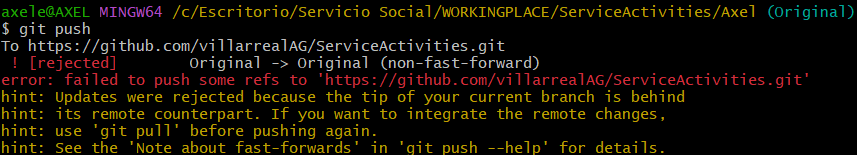 axele@AXEL MINGW64 /c/Escritorio/Servicio Social/WORKINGPLACE/ServiceActivities/Axel (Original)
$ git push
To https://github.com/villarrealAG/ServiceActivities.git
 ! [rejected]        Original -> Original (non-fast-forward)
error: failed to push some refs to 'https://github.com/villarrealAG/ServiceActivities.git'
hint: Updates were rejected because the tip of your current branch is behind
hint: its remote counterpart. If you want to integrate the remote changes,
hint: use 'git pull' before pushing again.
hint: See the 'Note about fast-forwards' in 'git push --help' for details.